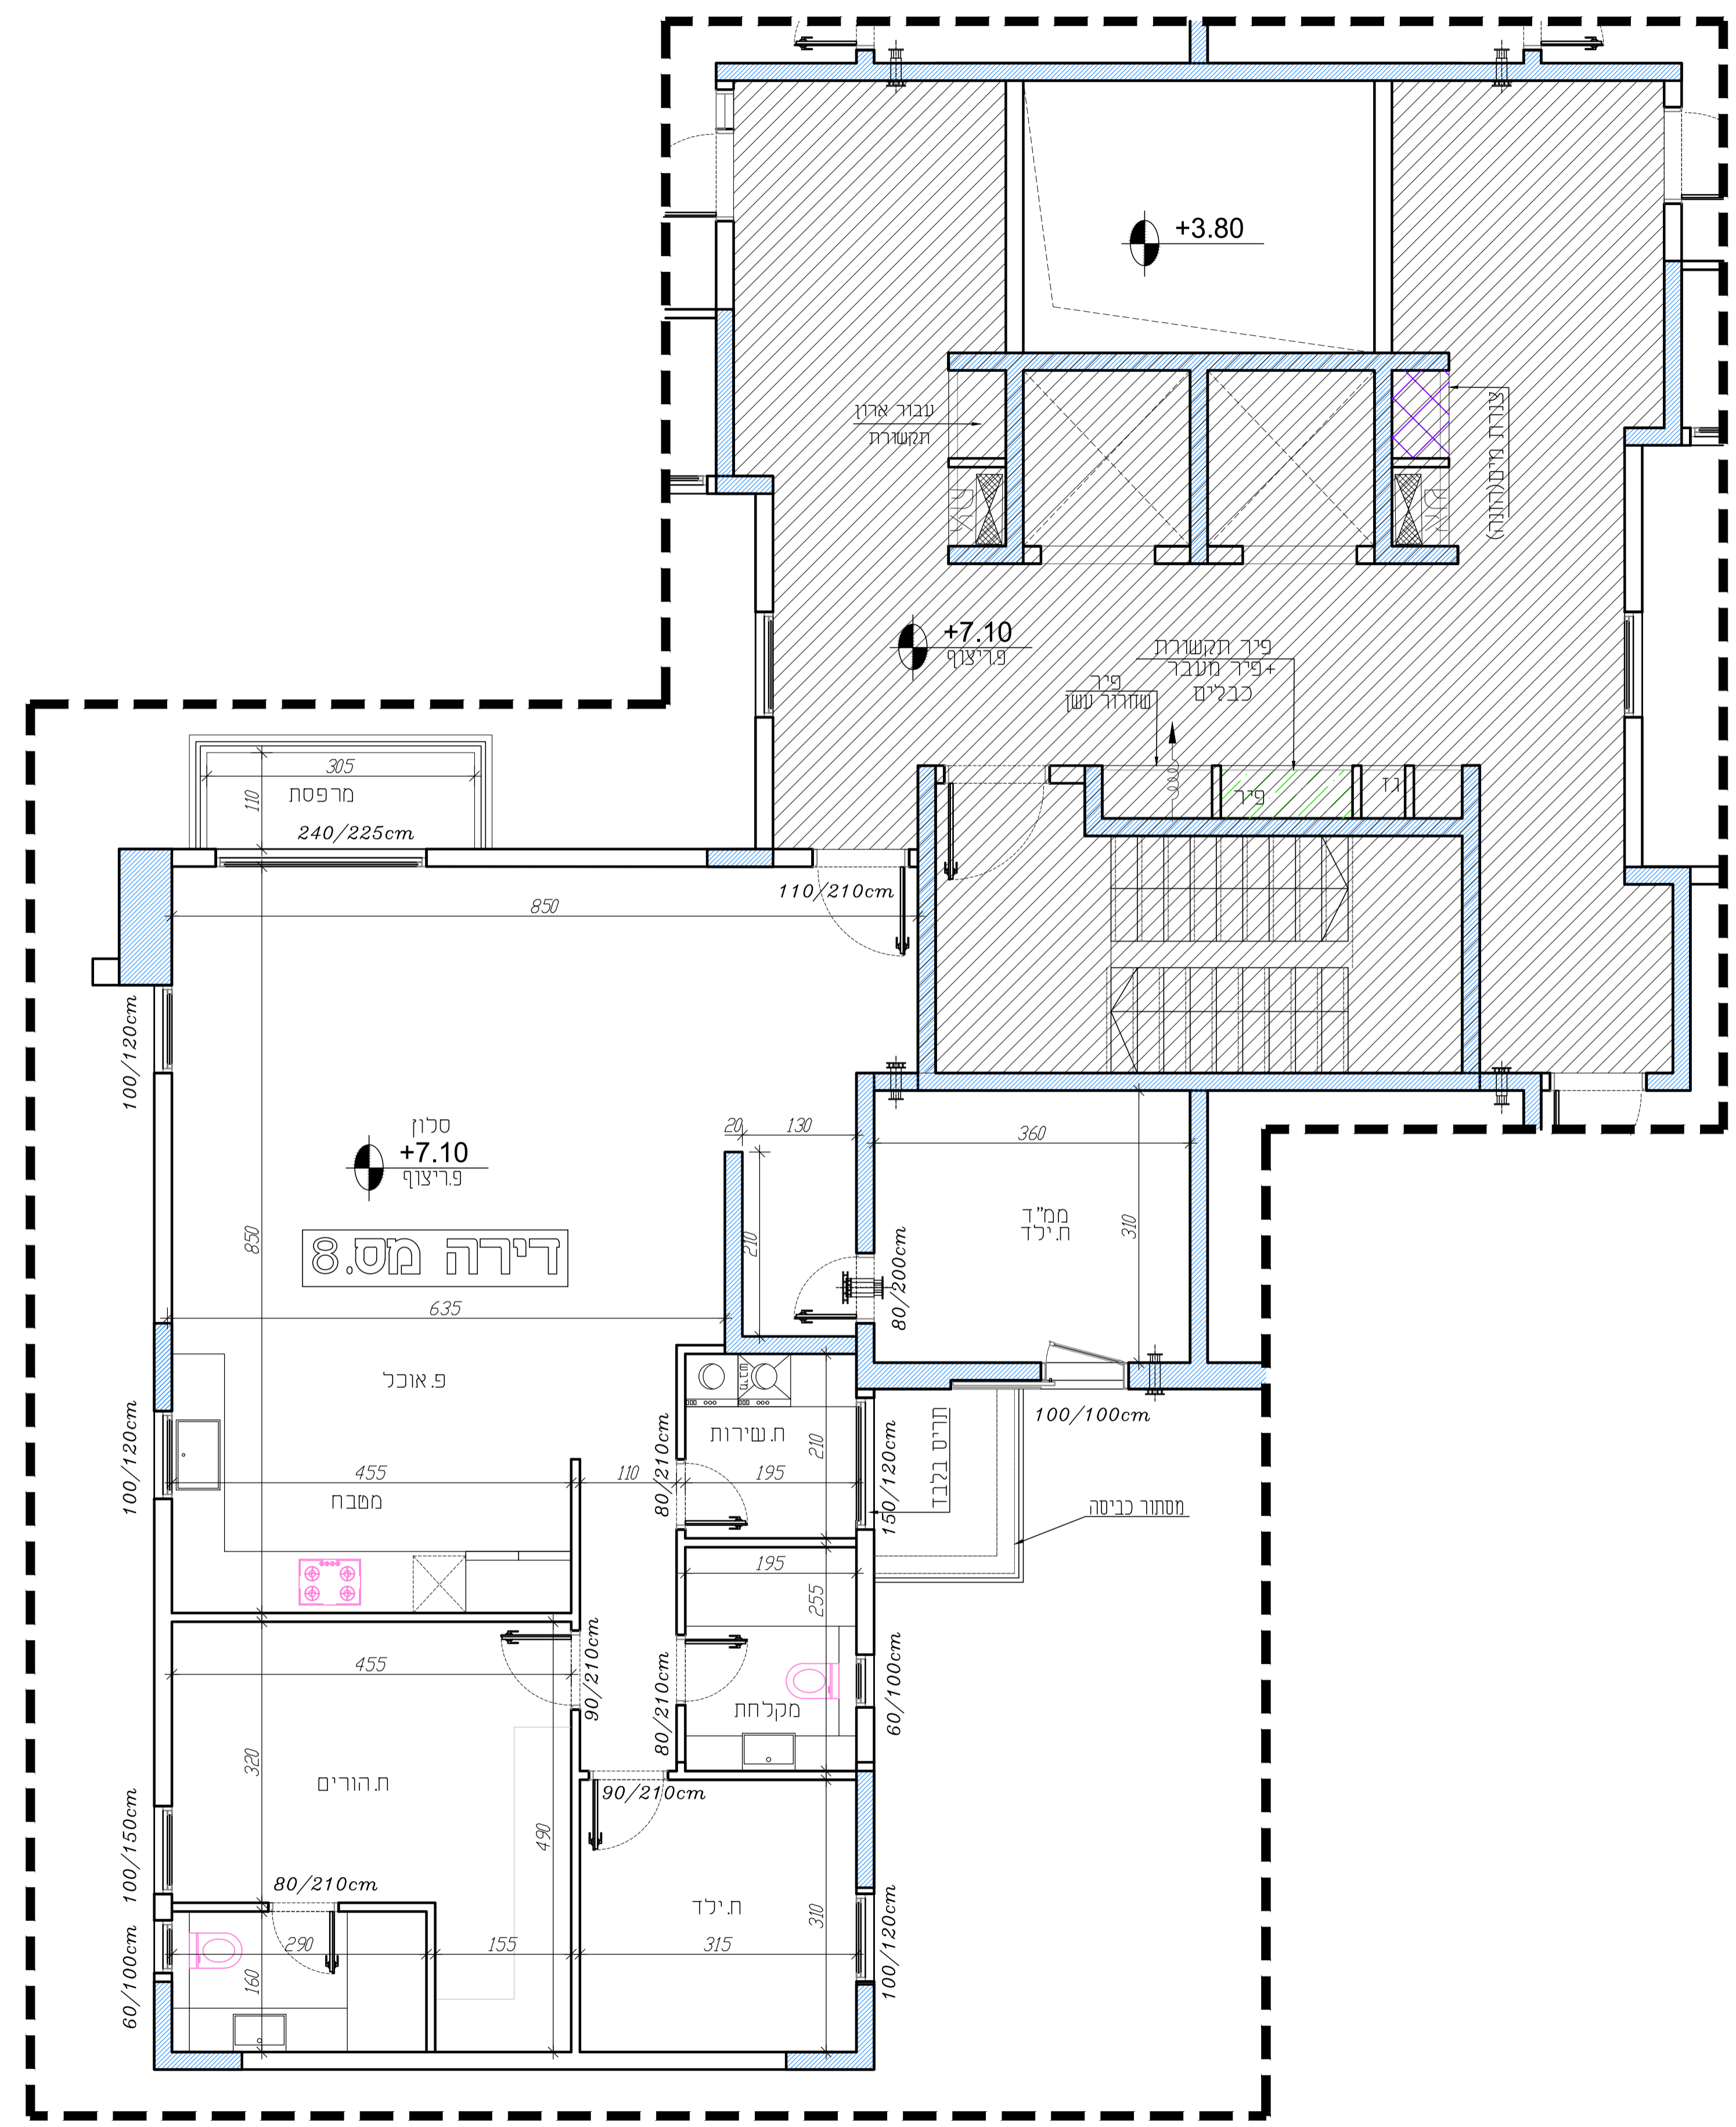 +3.80
עבור ארון
תקשורת
צנרת מים(הזנה)
+7.10
פ.ריצוף
פיר תקשורת
+פיר מעבר
כבלים
פיר
שחרור עשן
פיר
גז
305
110
מרפסת
240/225cm
110/210cm
850
100/120cm
סלון
+7.10
פ.ריצוף
20
130
360
850
דירה מס.8
210
ממ"ד
ח.ילד
310
80/200cm
635
פ.אוכל
מיבש
100/100cm
100/120cm
ח.שירות
תריס בלבד
455
110
80/210cm
195
210
150/120cm
מטבח
מסתור כביסה
195
255
455
90/210cm
80/210cm
60/100cm
מקלחת
320
ח.הורים
90/210cm
100/150cm
490
80/210cm
ח.ילד
310
100/120cm
60/100cm
290
155
315
160